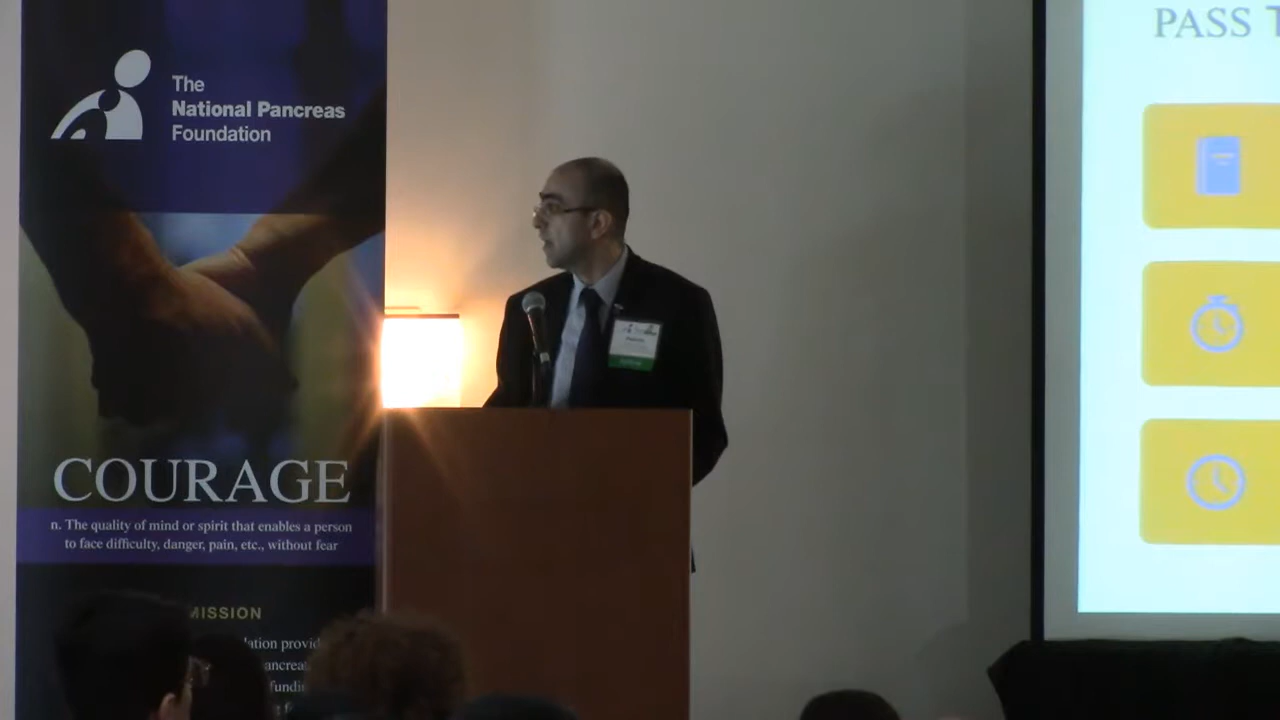 The
National Pancreas
Foundation
COURAGE
n. The quality of mind or spirit that enables a person
to face difficulty, danger, pain, etc., without fear
MISSION
PASS